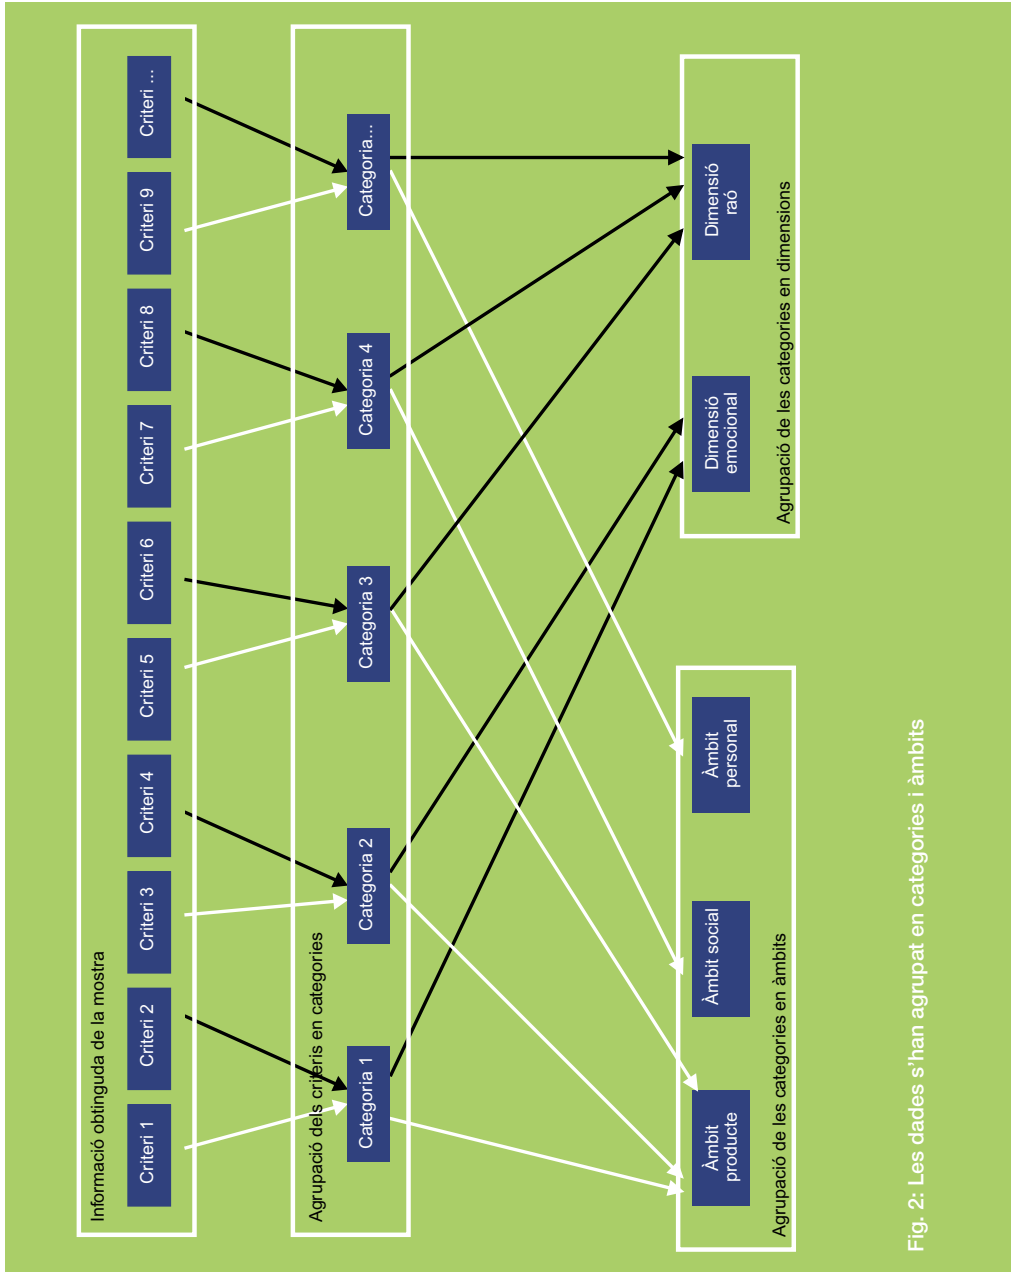 Informació obtinguda de la mostra
Criteri 1
Criteri 2
Criteri 3
Criteri 4
Criteri 5
Criteri 6
Criteri 7
Criteri 8
Criteri 9
Criteri ...
Agrupació dels criteris en categories
Categoria 1
Categoria 2
Categoria 3
Categoria 4
Categoria...
Àmbit
producte
Àmbit social
Àmbit
personal
Agrupació de les categories en àmbits
Dimensió
emocional
Dimensió
raó
Agrupació de les categories en dimensions
Fig. 2: Les dades s’han agrupat en categories i àmbits